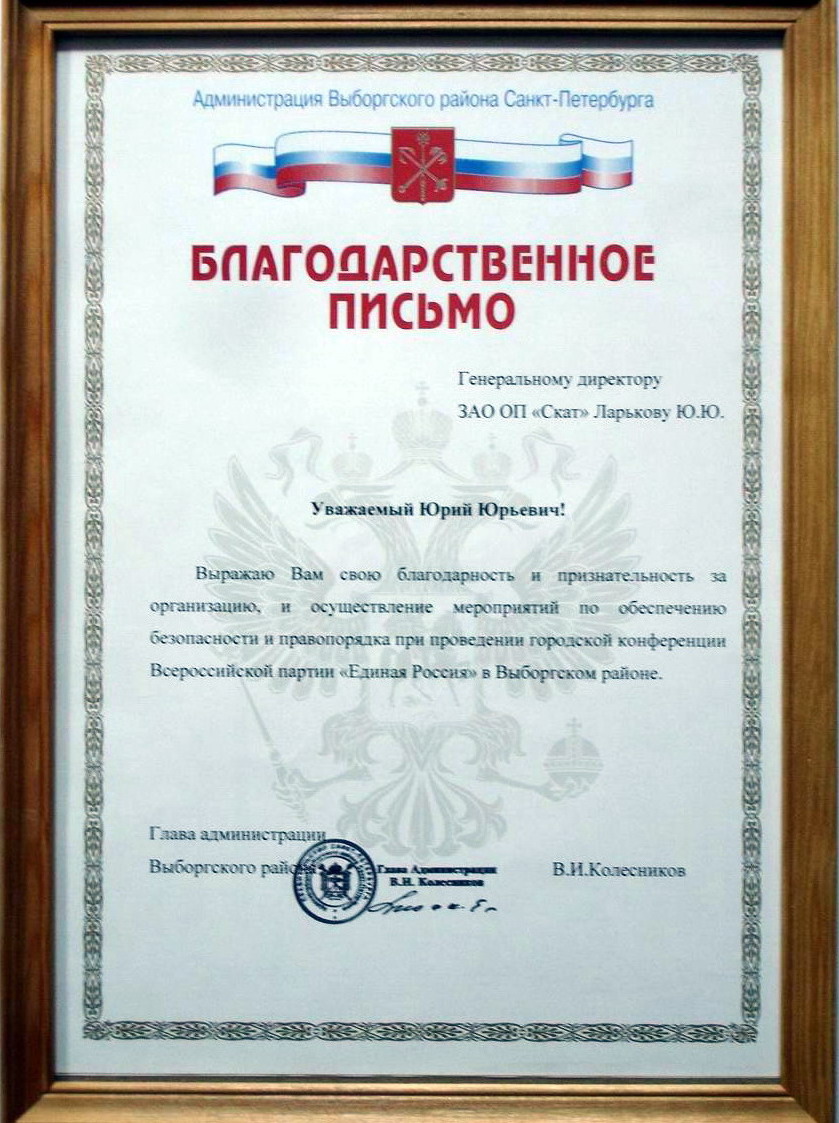 Администрация Выборгского района Санкт-Петербурга
БЛАГОДАРСТВЕННОЕ
ПИСЬМО
Генеральному директору
ЗАО ОП «Скат» Ларькову Ю.Ю.
Уважаемый Юрий Юрьевич!
Выражаю Вам свою благодарность и признательность за
организацию, и осуществление мероприятий по обеспечению
безопасности и правопорядка при проведении городской конференции
Всероссийской партии «Единая Россия» в Выборгском районе.
Глава администрации
Выборгского района
Глава Администрации
В.И. Колесников
В.И.Колесников